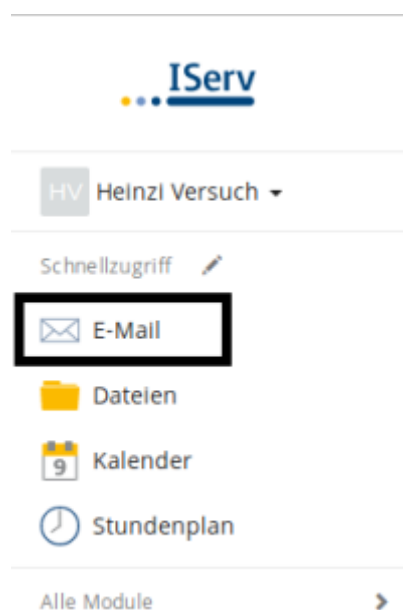 IServ
HV Heinzi Versuch
Schnellzugriff
E-Mail
Dateien
9 Kalender
Stundenplan
Alle Module